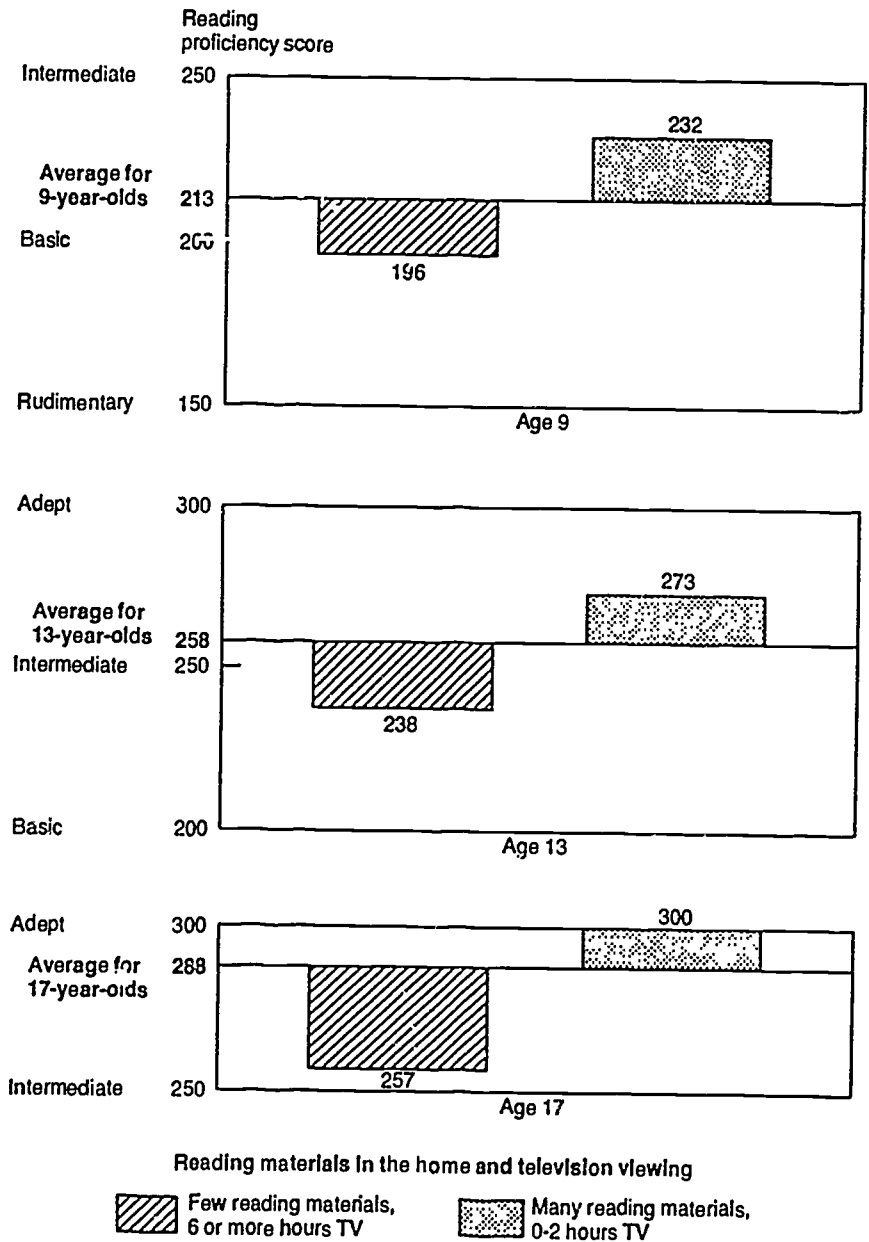 Reading
proficiency score
Intermediate 250
232
Average for
9-year-olds 213
Basic 200
196
Rudimentary 150
Age 9
Adept 300
273
Average for
13-year-olds 258
Intermediate 250
238
Basic 200
Age 13
Adept 300
300
Average for 288
17-year-olds
257
Intermediate 250
Age 17
Reading materials in the home and television viewing
Few reading materials,
6 or more hours TV
Many reading materials,
0-2 hours TV